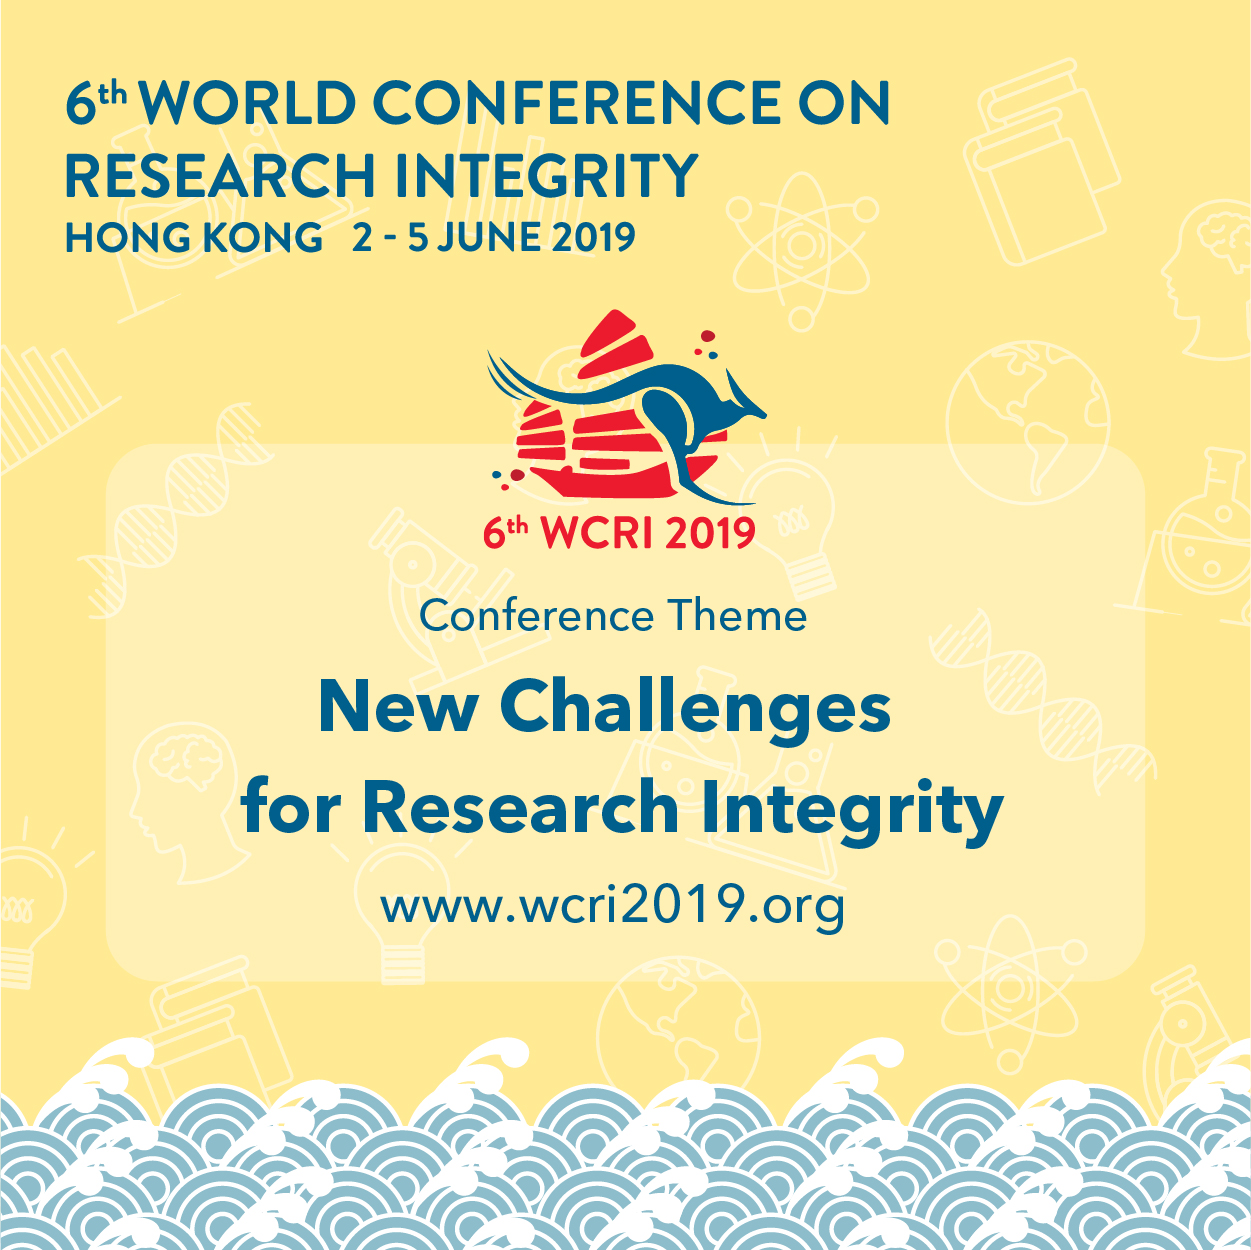 6th WORLD CONFERENCE ON
RESEARCH INTEGRITY
HONG KONG 2 - 5 JUNE 2019
6th WCRI 2019
Conference Theme
New Challenges
for Research Integrity
www.wcri2019.org